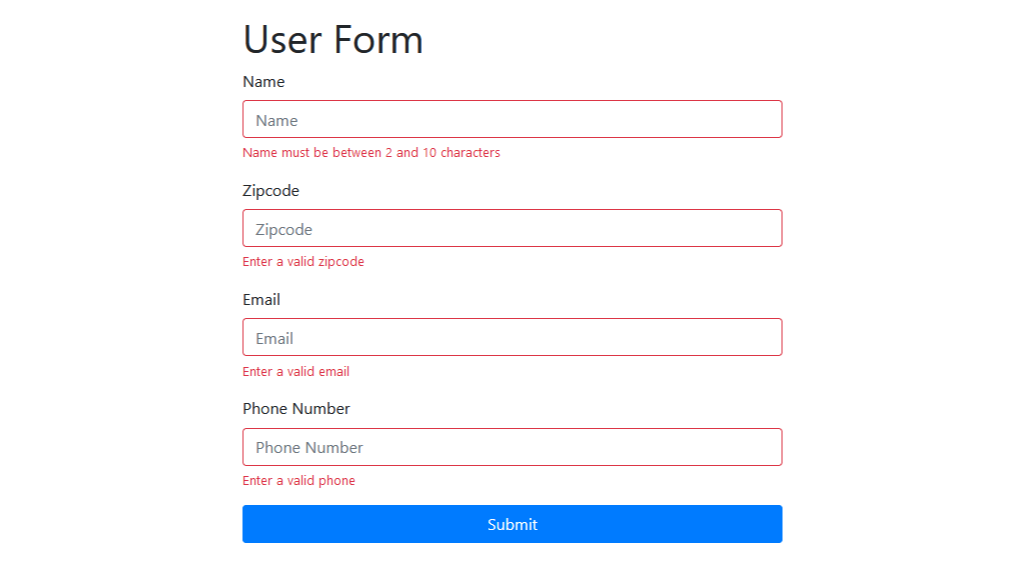 User Form
Name
Name
Name must be between 2 and 10 characters
Zipcode
Zipcode
Enter a valid zipcode
Email
Email
Enter a valid email
Phone Number
Phone Number
Enter a valid phone
Submit